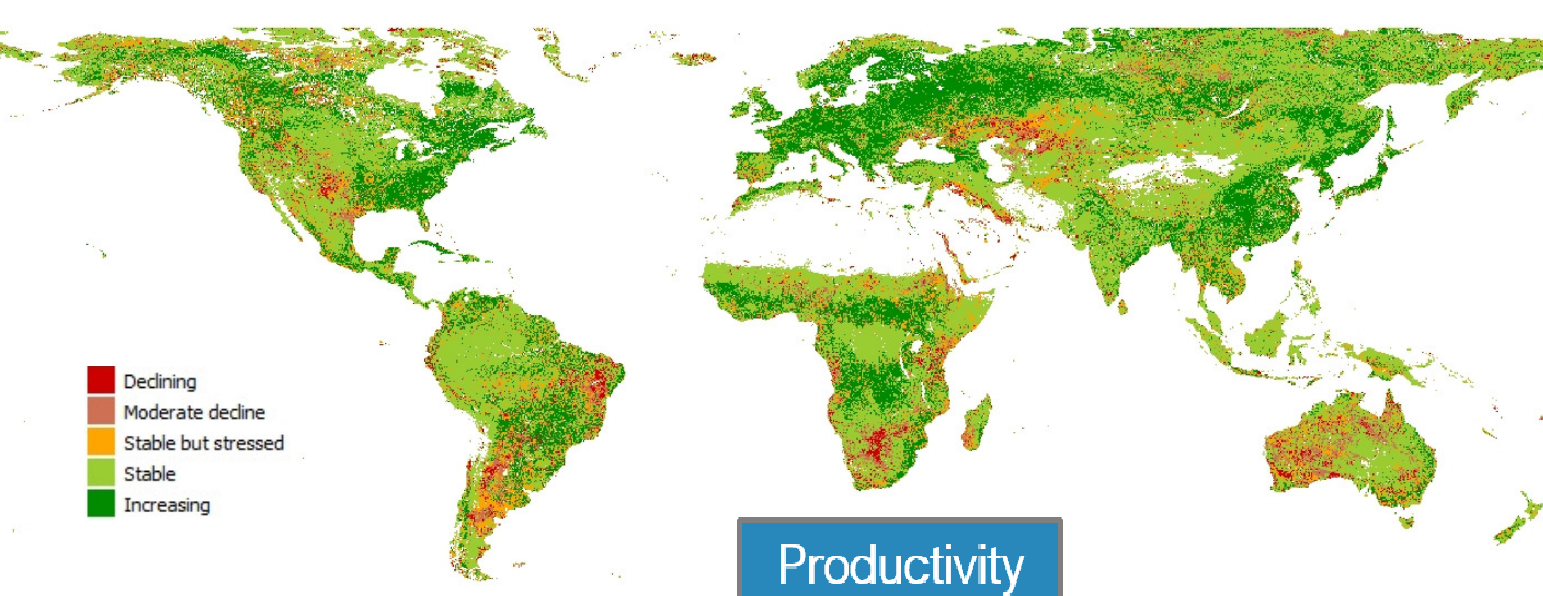 Declining
Moderate decline
Stable but stressed
Stable
Increasing
Productivity